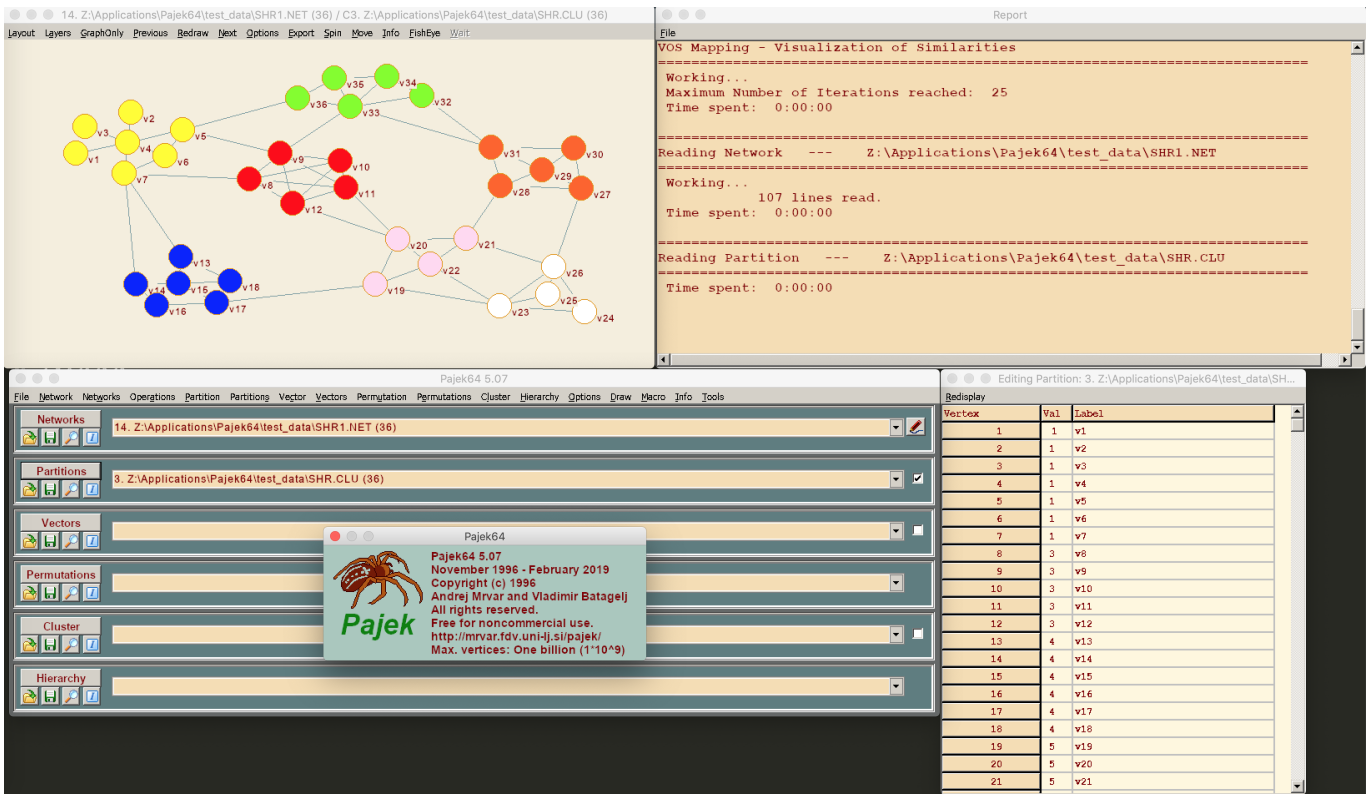 14. Z:\Applications\Pajek64\test_data\SHR1.NET (36) / C3. Z:\Applications\Pajek64\test_data\SHR.CLU (36)
Layout Layers GraphOnly Previous Redraw Next Options Export Spin Move Info FishEye Wait
v35
v34
v36
v32
v33
v2
v3
v5
v4
v1
v6
v7
v9
v10
v8
v11
v12
v31
v30
v29
v28
v27
v20
v21
v22
v19
v26
v25
v23
v24
v13
v14
v15
v18
v16
v17
Report
File
VOS Mapping - Visualization of Similarities
==============================================================================
Working...
Maximum Number of Iterations reached: 25
Time spent: 0:00:00
==============================================================================
Reading Network --- Z:\Applications\Pajek64\test_data\SHR1.NET
==============================================================================
Working...
107 lines read.
Time spent: 0:00:00
==============================================================================
Reading Partition --- Z:\Applications\Pajek64\test_data\SHR.CLU
==============================================================================
Time spent: 0:00:00
Pajek64 5.07
File Network Networks Operations Partition Partitions Vector Vectors Permutation Permutations Cluster Hierarchy Options Draw Macro Info Tools
Networks
14. Z:\Applications\Pajek64\test_data\SHR1.NET (36)
Partitions
3. Z:\Applications\Pajek64\test_data\SHR.CLU (36)
Vectors
Permutations
Cluster
Hierarchy
Pajek64
Pajek
Pajek64 5.07
November 1996 - February 2019
Copyright (c) 1996
Andrej Mrvar and Vladimir Batagelj
All rights reserved.
Free for noncommercial use.
http://mrvar.fdv.uni-lj.si/pajek/
Max. vertices: One billion (1*10^9)
Editing Partition: 3. Z:\Applications\Pajek64\test_data\SH...
Redisplay
Vertex Val Label
1 1 v1
2 1 v2
3 1 v3
4 1 v4
5 1 v5
6 1 v6
7 1 v7
8 3 v8
9 3 v9
10 3 v10
11 3 v11
12 3 v12
13 4 v13
14 4 v14
15 4 v15
16 4 v16
17 4 v17
18 4 v18
19 5 v19
20 5 v20
21 5 v21